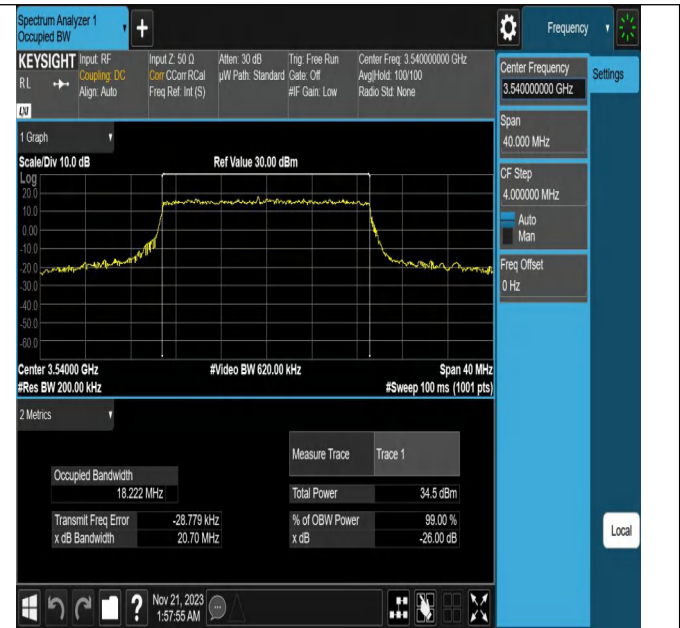 Spectrum Analyzer 1
Occupied BW
+
Frequency
KEYSIGHT
RL
LXI
Input: RF
Coupling: DC
Align: Auto
Input Z: 50 Ω
Corr CCorr RCal
Freq Ref: Int (S)
Atten: 30 dB
µW Path: Standard
Trig: Free Run
Gate: Off
#IF Gain: Low
Center Freq: 3.540000000 GHz
Avg|Hold: 100/100
Radio Std: None
Center Frequency
3.540000000 GHz
Settings
Span
40.000 MHz
CF Step
4.000000 MHz
Auto
Man
Freq Offset
0 Hz
Local
1 Graph
Scale/Div 10.0 dB
Ref Value 30.00 dBm
Log
20.0
10.0
0.00
-10.0
-20.0
-30.0
-40.0
-50.0
-60.0
Center 3.54000 GHz
#Video BW 620.00 kHz
Span 40 MHz
#Res BW 200.00 kHz
#Sweep 100 ms (1001 pts)
2 Metrics
Measure Trace
Trace 1
Occupied Bandwidth
18.222 MHz
Total Power
34.5 dBm
Transmit Freq Error
-28.779 kHz
% of OBW Power
99.00 %
x dB Bandwidth
20.70 MHz
x dB
-26.00 dB
?
Nov 21, 2023
1:57:55 AM